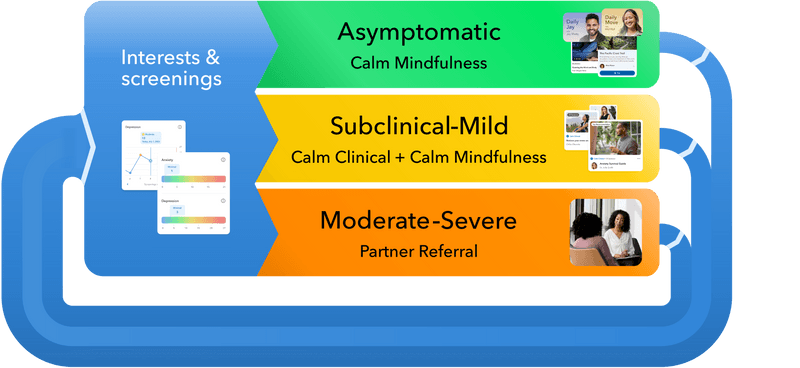 Interests &
screenings
Depression
Anxiety
Depression
Asymptomatic
Calm Mindfulness
Daily
Jay
Daily
Move
Subclinical-Mild
Calm Clinical + Calm Mindfulness
Moderate-Severe
Partner Referral